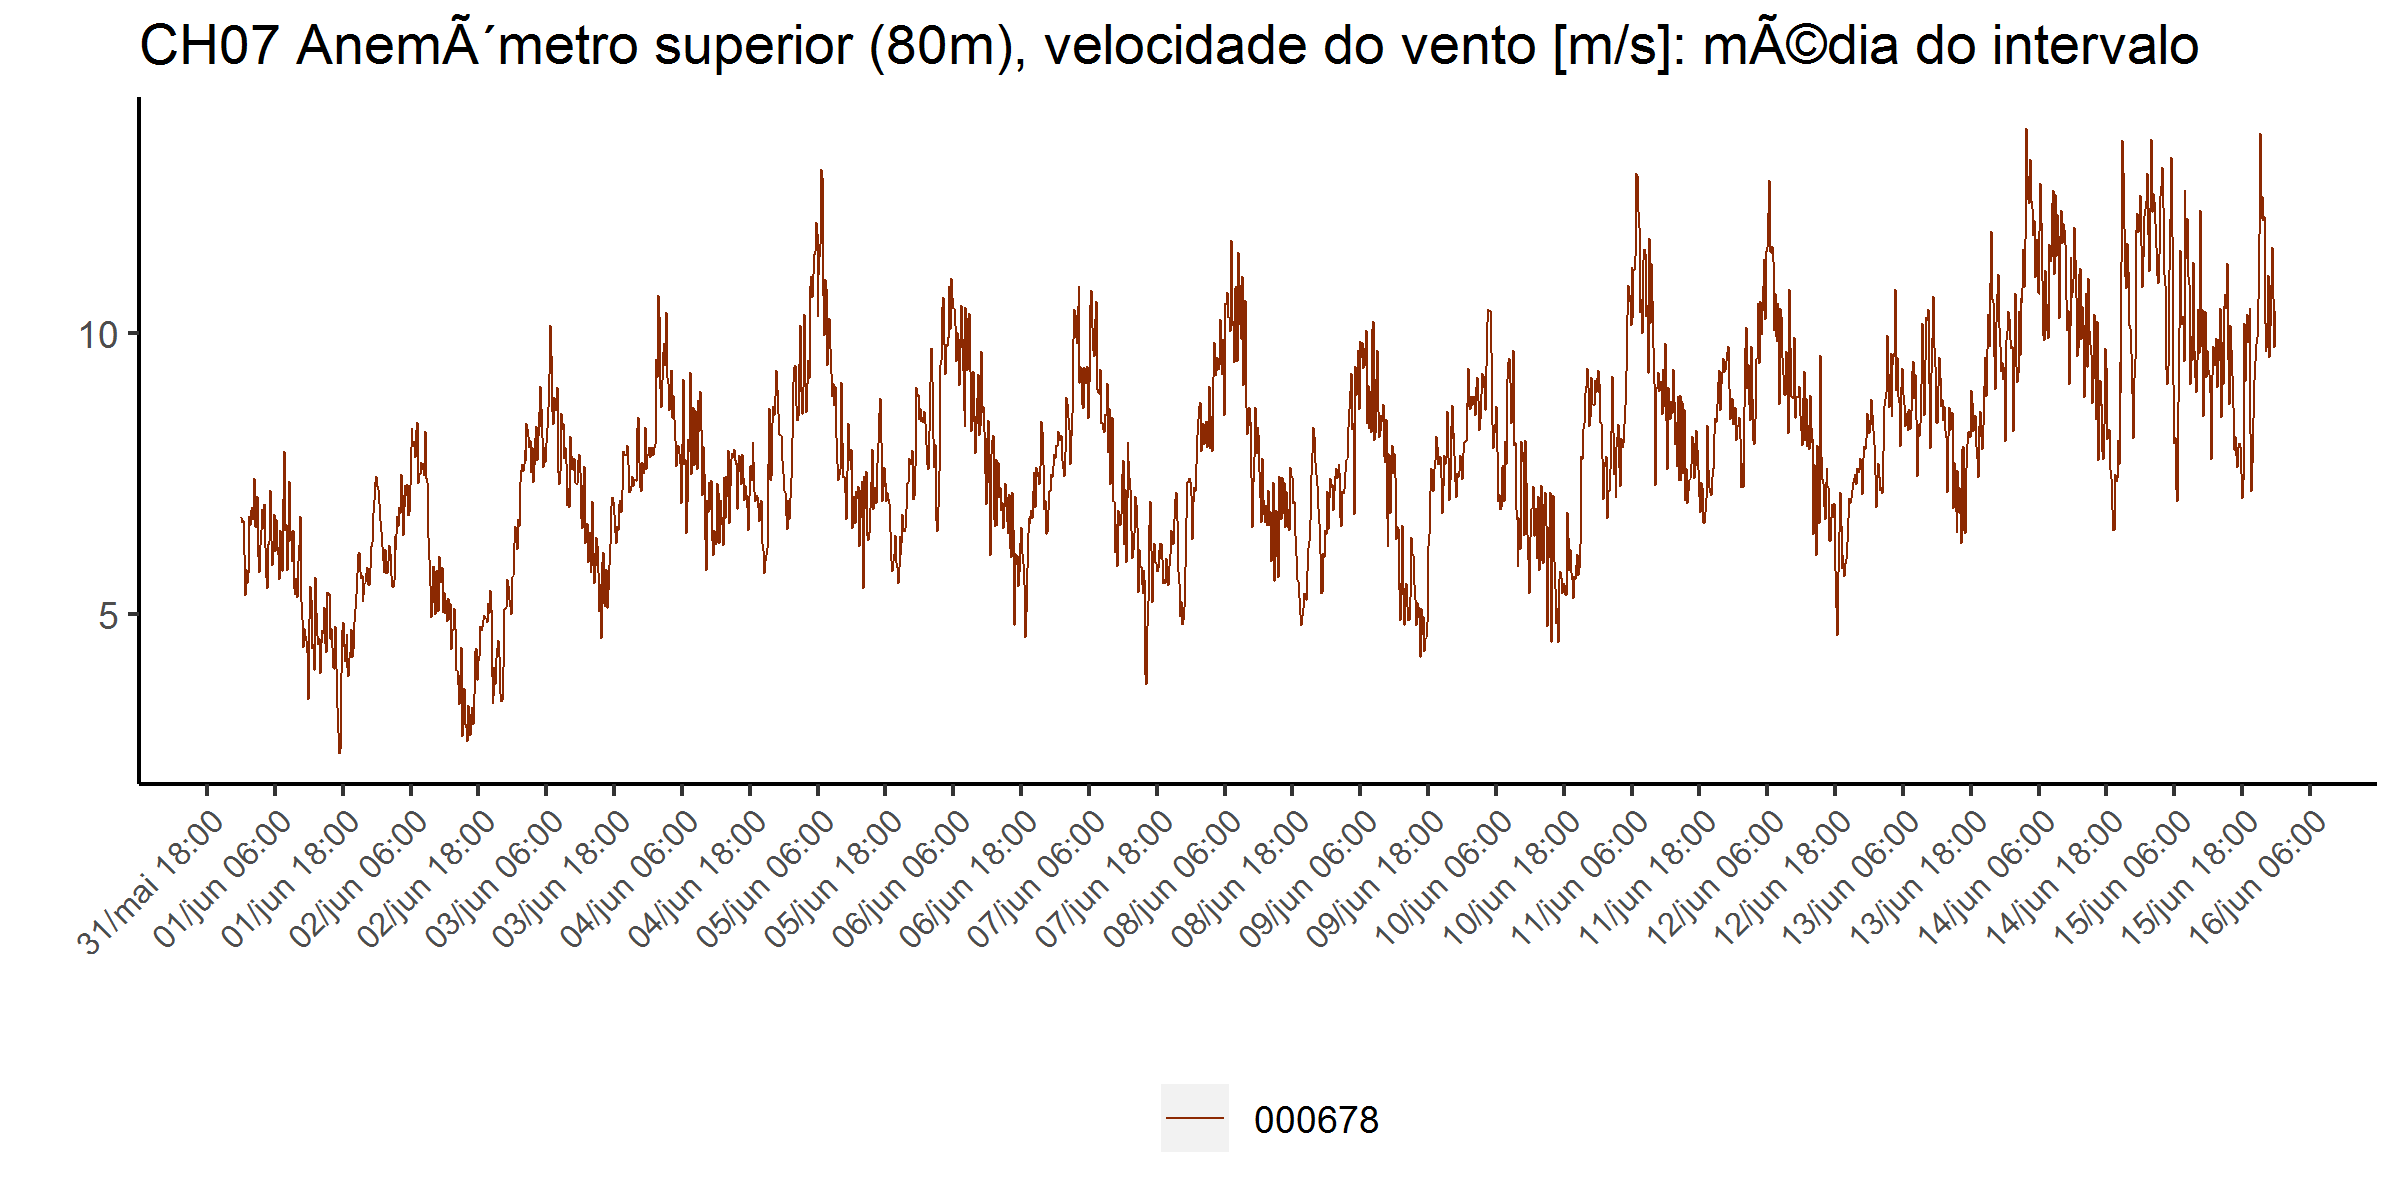 CH07 AnemÃ´metro superior (80m), velocidade do vento [m/s]: mÃ©dia do intervalo
10
5
31/mai 18:00
01/jun 06:00
01/jun 18:00
02/jun 06:00
02/jun 18:00
03/jun 06:00
03/jun 18:00
04/jun 06:00
04/jun 18:00
05/jun 06:00
05/jun 18:00
06/jun 06:00
06/jun 18:00
07/jun 06:00
07/jun 18:00
08/jun 06:00
08/jun 18:00
09/jun 06:00
09/jun 18:00
10/jun 06:00
10/jun 18:00
11/jun 06:00
11/jun 18:00
12/jun 06:00
12/jun 18:00
13/jun 06:00
13/jun 18:00
14/jun 06:00
14/jun 18:00
15/jun 06:00
15/jun 18:00
16/jun 06:00
000678